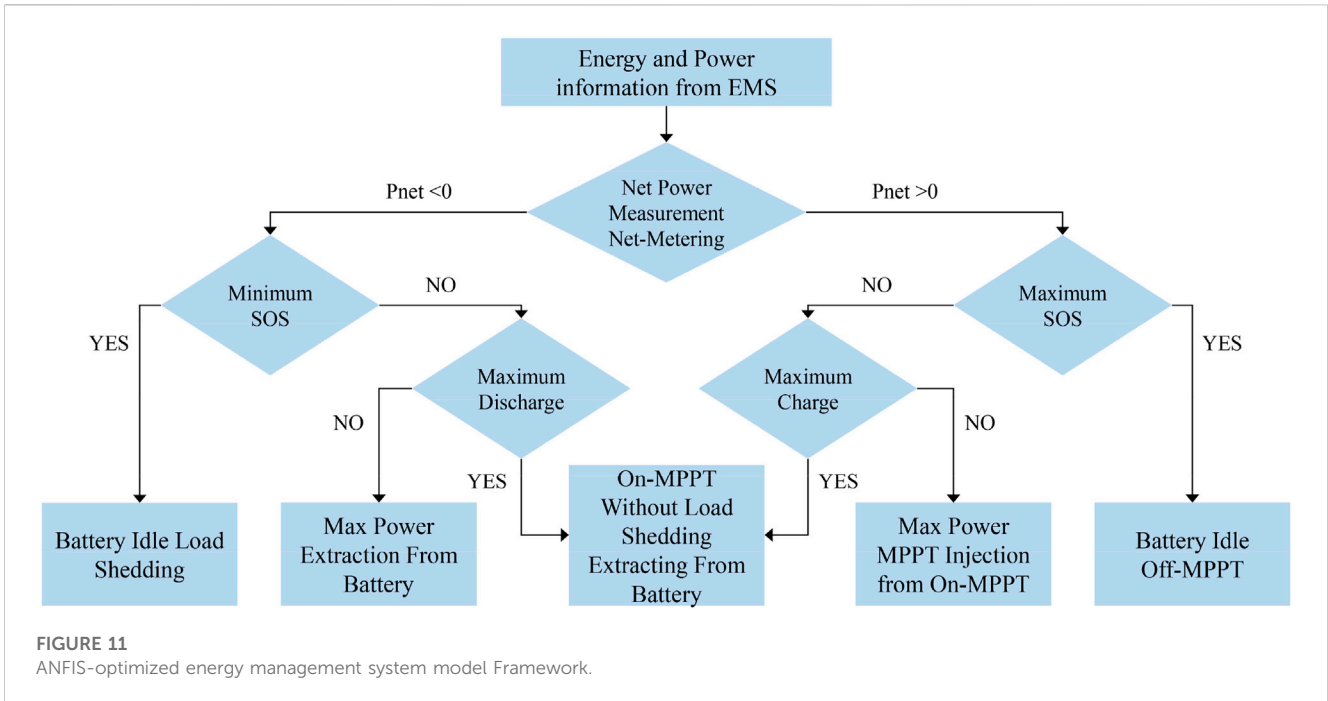 Energy and Power
information from EMS
Pnet <0
Net Power
Measurement
Net-Metering
Pnet >0
Minimum
SOS
NO
NO
Maximum
SOS
YES
YES
Maximum
Discharge
Maximum
Charge
NO
NO
YES
YES
Battery Idle Load
Shedding
Max Power
Extraction From
Battery
On-MPPT
Without Load
Shedding
Extracting From
Battery
Max Power
MPPT Injection
from On-MPPT
Battery Idle
Off-MPPT
FIGURE 11
ANFIS-optimized energy management system model Framework.